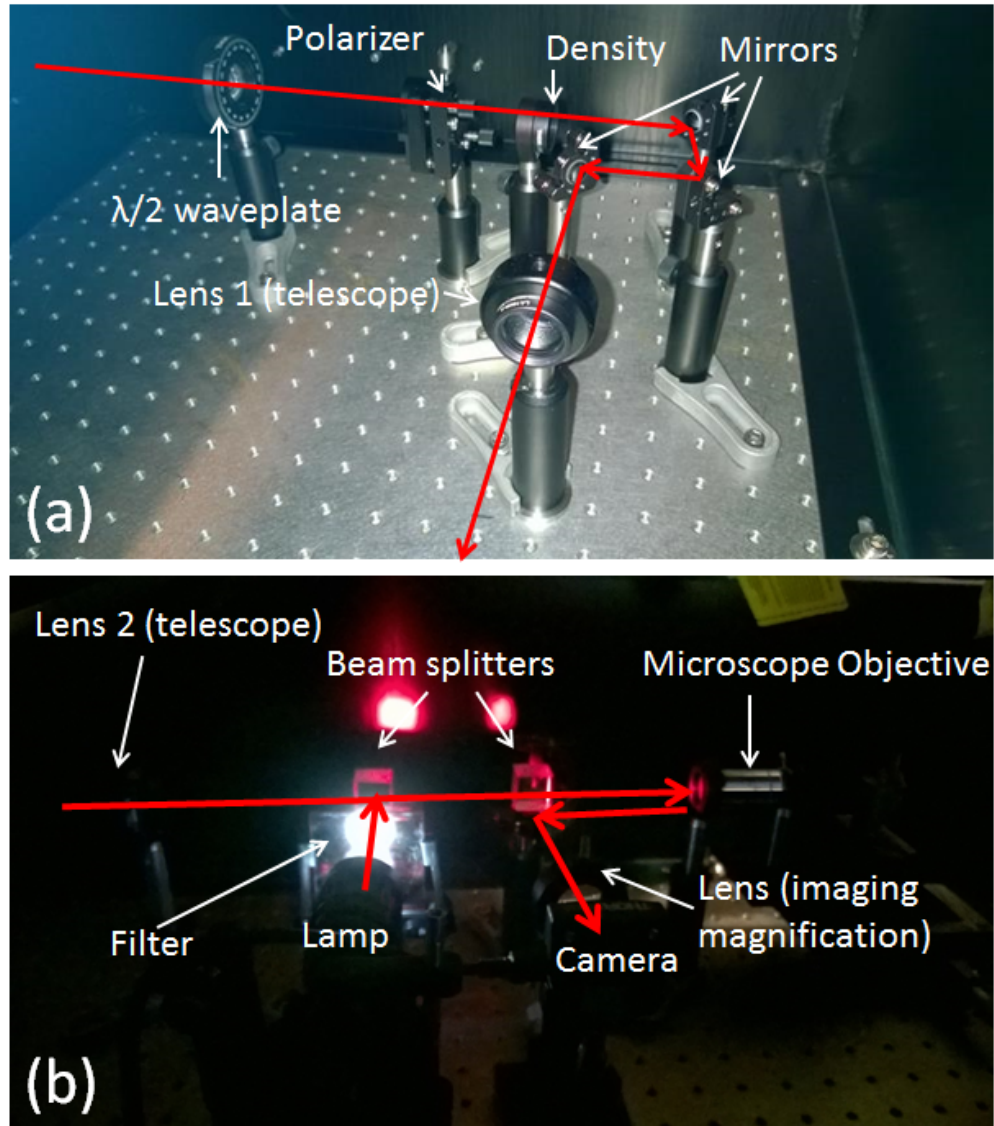 Polarizer
Density
Mirrors
λ/2 waveplate
Lens 1 (telescope)
(a)
Lens 2 (telescope)
Beam splitters
Microscope Objective
Filter
Lamp
Lens (imaging
magnification)
Camera
(b)